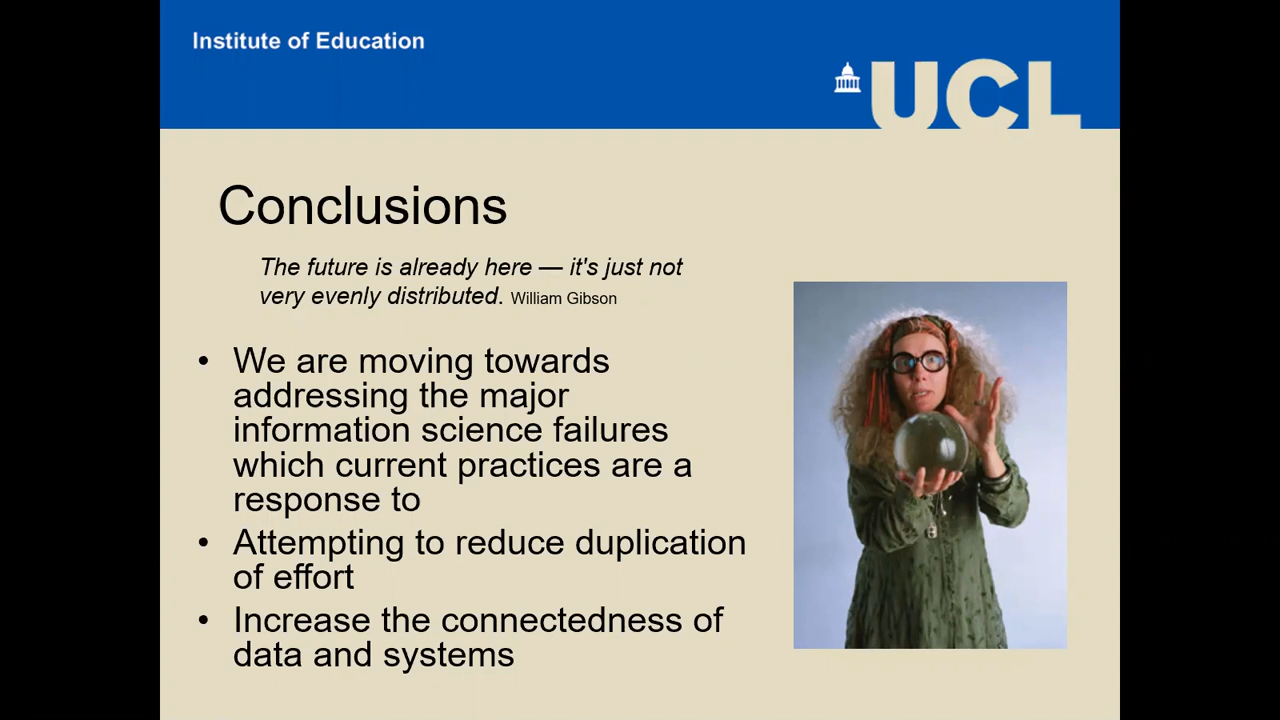 Institute of Education
UCL
Conclusions
The future is already here — it's just not
very evenly distributed. William Gibson
• We are moving towards
addressing the major
information science failures
which current practices are a
response to
• Attempting to reduce duplication
of effort
• Increase the connectedness of
data and systems